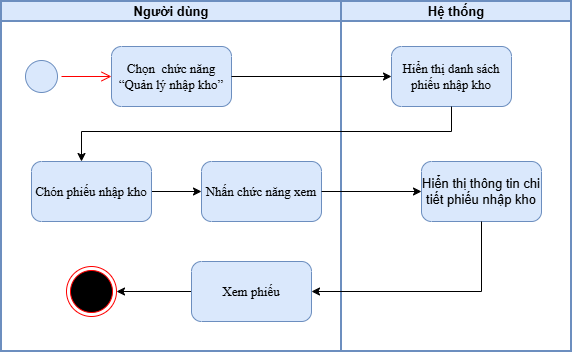 Người dùng
Hệ thống
Chọn chức năng
“Quản lý nhập kho”
Hiển thị danh sách
phiếu nhập kho
Chón phiếu nhập kho
Nhấn chức năng xem
Hiển thị thông tin chi
tiết phiếu nhập kho
Xem phiếu